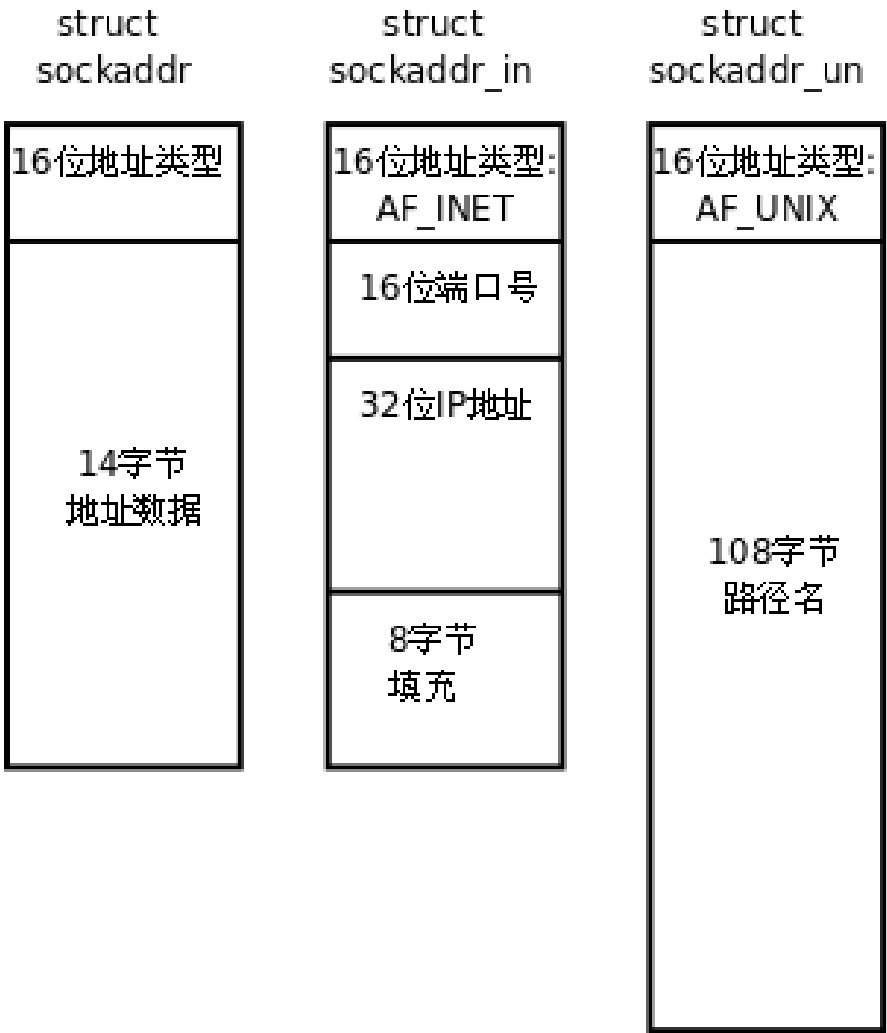 struct
sockaddr
16位地址类型
14字节
地址数据
struct
sockaddr_in
16位地址类型:
AF_INET
16位端口号
32位IP地址
8字节
填充
struct
sockaddr_un
16位地址类型:
AF_UNIX
108字节
路径名